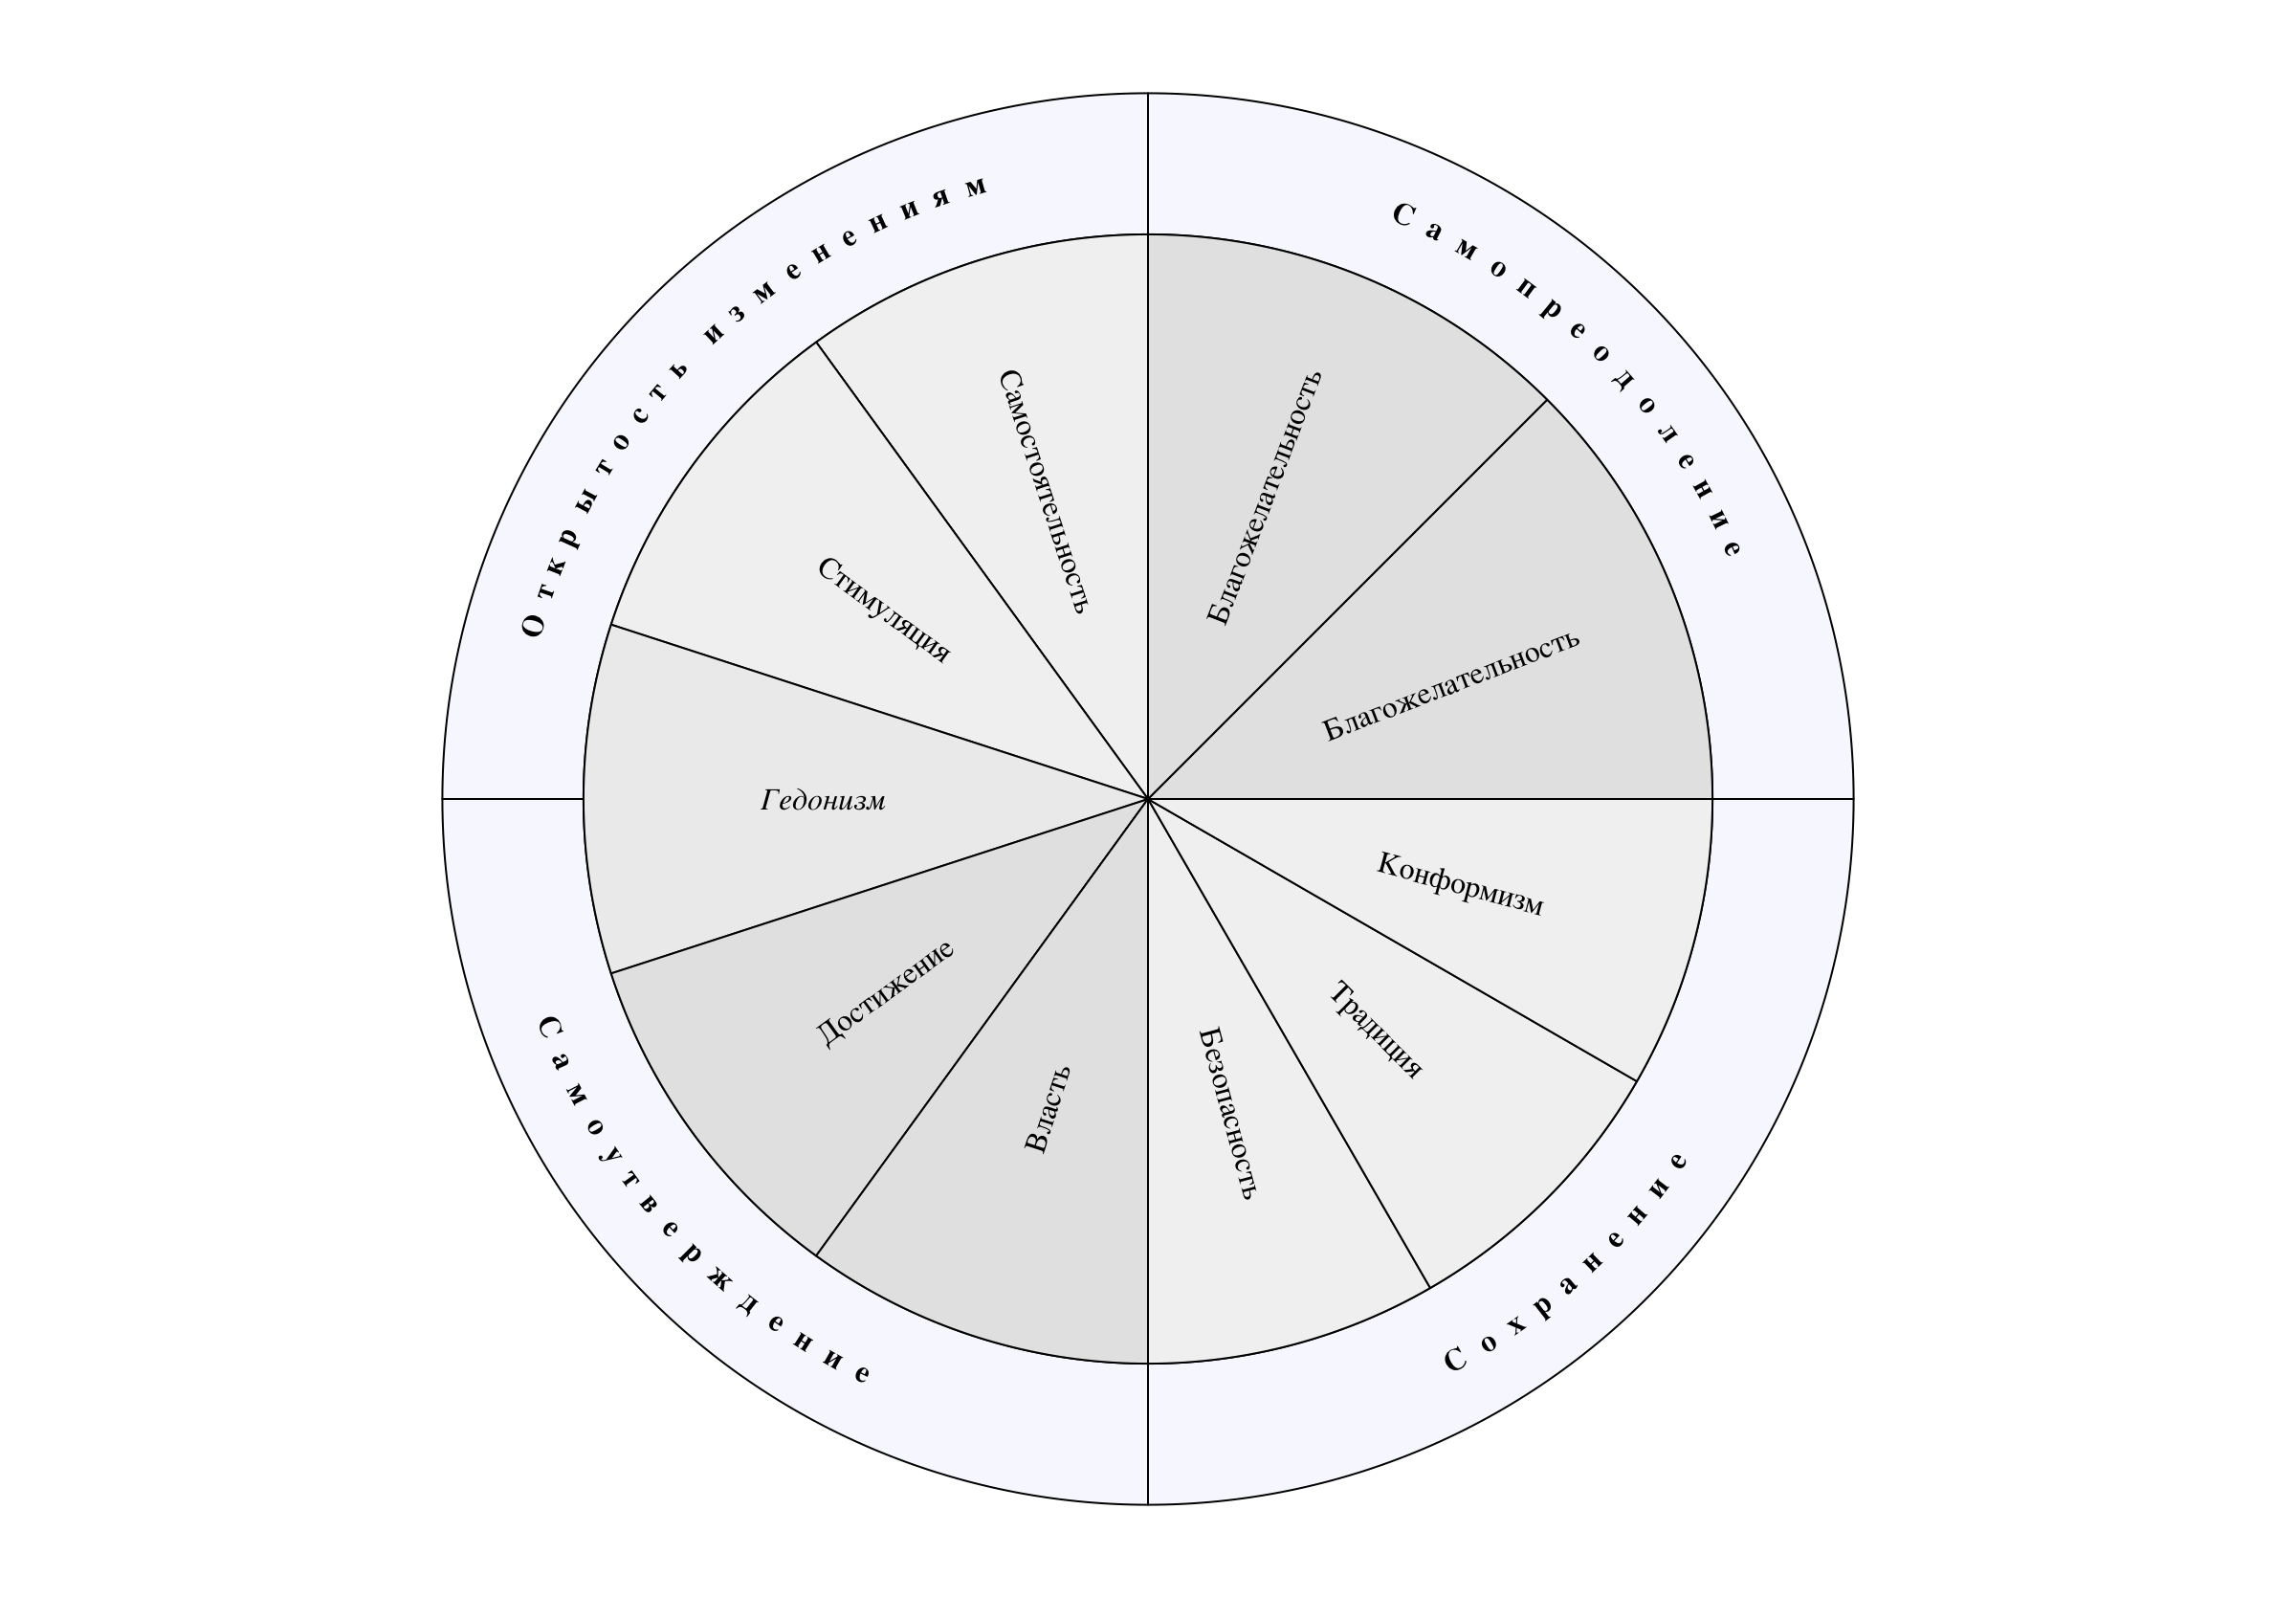 Открытость изменениям
Самопреодоление
Самостоятельность
Благожелательность
Стимуляция
Благожелательность
Гедонизм
Конформизм
Достижение
Традиция
Власть
Безопасность
Самоутверждение
Сохранение